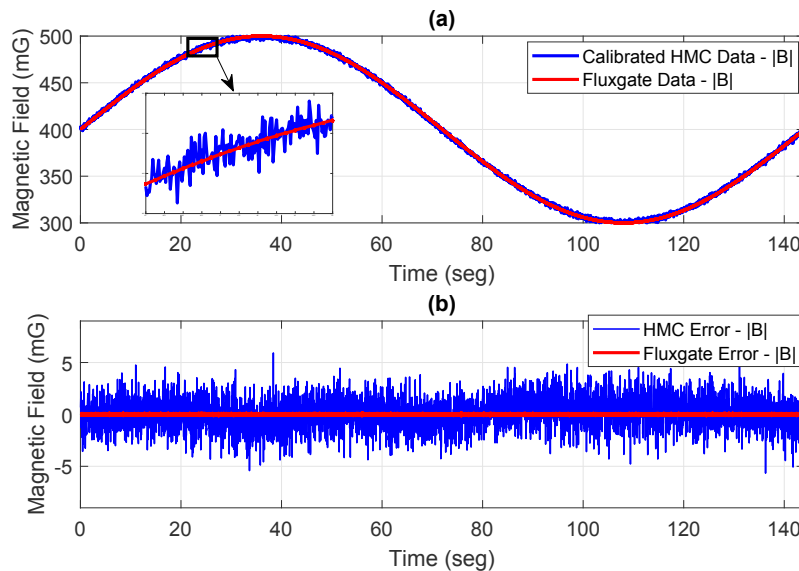 (a)
500
400
300
Magnetic Field (mG)
Calibrated HMC Data - |B|
Fluxgate Data - |B|
0 20 40 60 80 100 120 140
Time (seg)
(b)
5
0
-5
Magnetic Field (mG)
HMC Error - |B|
Fluxgate Error - |B|
0 20 40 60 80 100 120 140
Time (seg)